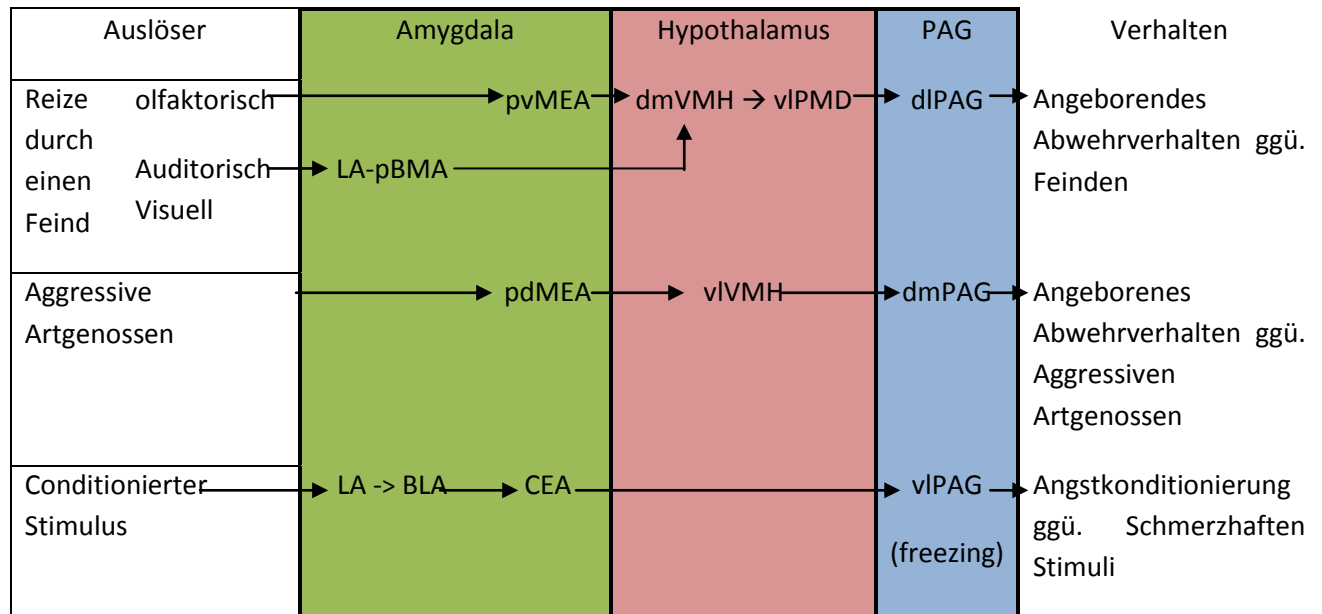 Auslöser Amygdala Hypothalamus PAG Verhalten
Reize olfaktorisch pvMEA dmVMH → vlPMD dlPAG Angeborendes
durch Abwehrverhalten ggü.
einen Auditorisch LA-pBMA Feinden
Feind Visuell
Aggressive pdMEA vlVMH dmPAG Angeborenes
Artgenossen Abwehrverhalten ggü.
Aggressiven
Artgenossen
Conditionierter LA -> BLA CEA vlPAG Angstkonditionierung
Stimulus ggü. Schmerzhaften
(freezing) Stimuli